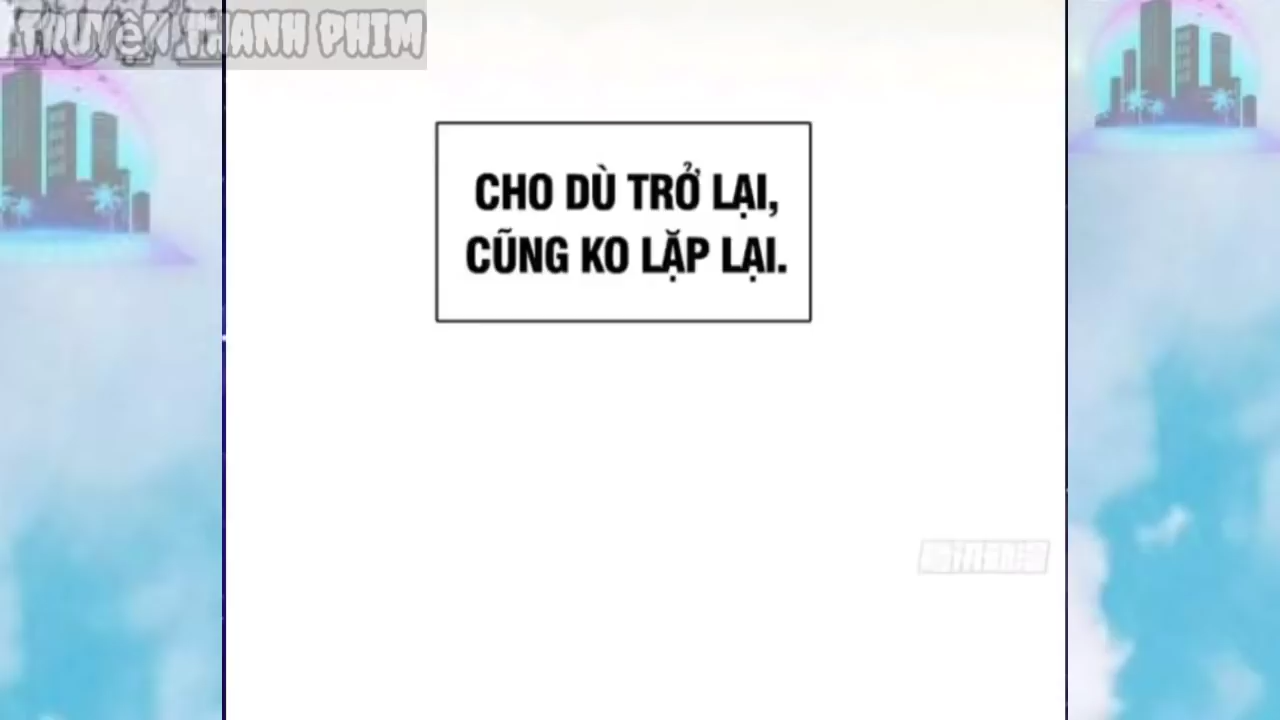 TRUYỆN THANH PHIM
CHO DÙ TRỞ LẠI,
CŨNG KO LẶP LẠI.